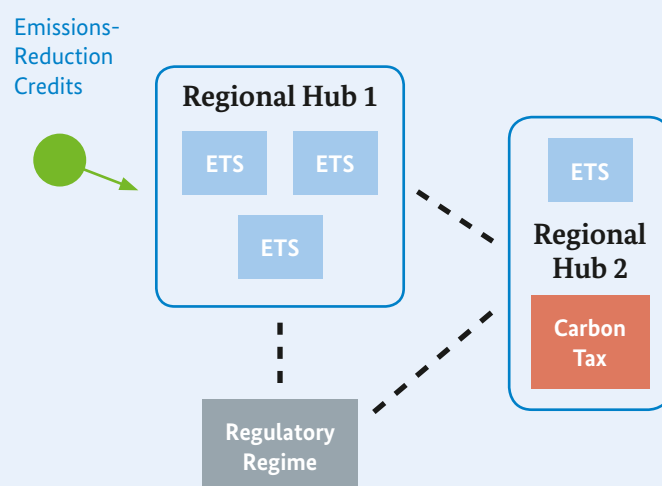 Emissions-
Reduction
Credits
Regional Hub 1
ETS
ETS
ETS
ETS
Regional
Hub 2
Carbon
Tax
Regulatory
Regime